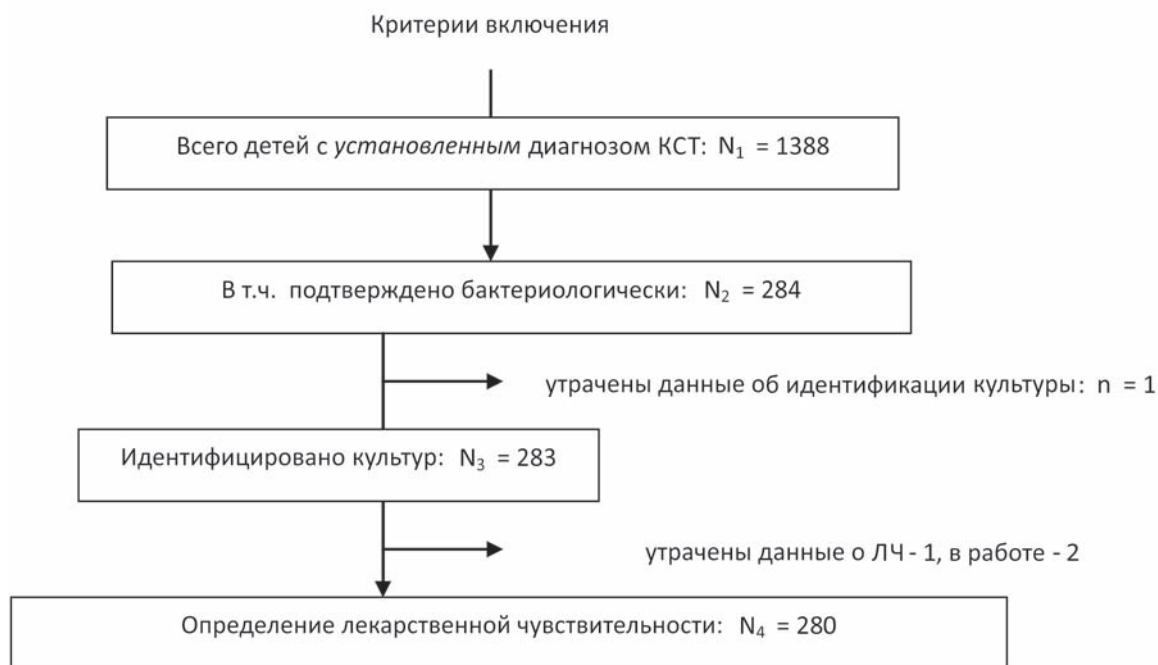 Критерии включения
Всего детей с установленным диагнозом КСТ: N₁ = 1388
В т.ч. подтверждено бактериологически: N₂ = 284
утрачены данные об идентификации культуры: n = 1
Идентифицировано культур: N₃ = 283
утрачены данные о ЛЧ - 1, в работе - 2
Определение лекарственной чувствительности: N₄ = 280